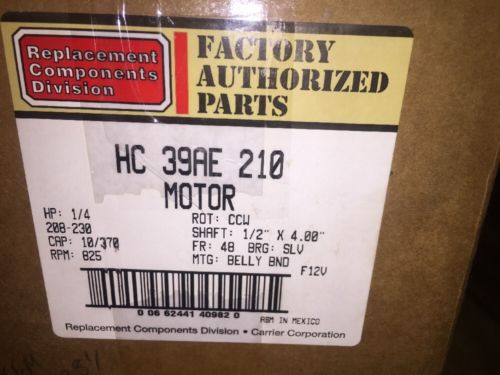 Replacement
Components
Division
FACTORY
AUTHORIZED
PARTS
HC 39AE 210
MOTOR
HP: 1/4
208-230
CAP: 10/370
RPM: 825
ROT: CCW
SHAFT: 1/2" X 4.00"
FR: 48 BRG: SLV
MTG: BELLY BND
F12V
0 06 62441 40982 0
ASM IN MEXICO
Replacement Components Division • Carrier Corporation